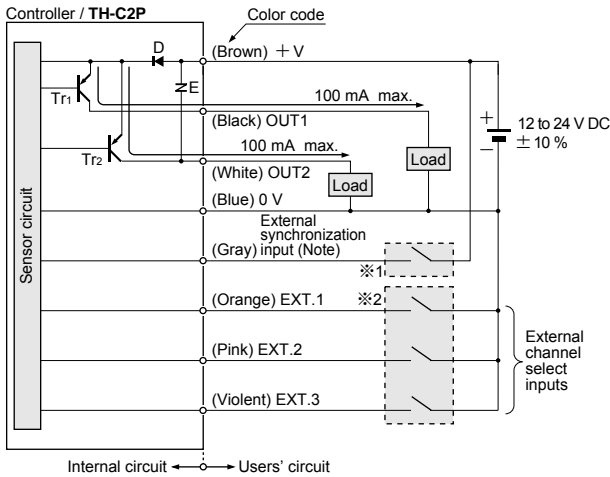 Controller / TH-C2P
Color code
D
(Brown) + V
E
Tr1
100 mA max.
(Black) OUT1
12 to 24 V DC
± 10 %
+
−
Tr2
100 mA max.
Load
(White) OUT2
Load
(Blue) 0 V
Sensor circuit
External
synchronization
(Gray) input (Note)
※1
(Orange) EXT.1
※2
(Pink) EXT.2
External
channel
select
inputs
(Violent) EXT.3
Internal circuit
Users' circuit